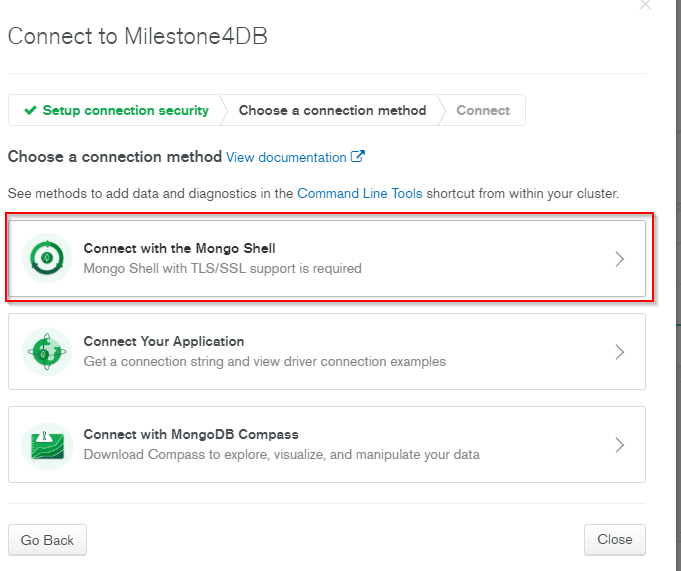 Connect to Milestone4DB
Setup connection security
Choose a connection method
Connect
Choose a connection method View documentation
See methods to add data and diagnostics in the Command Line Tools shortcut from within your cluster.
Connect with the Mongo Shell
Mongo Shell with TLS/SSL support is required
Connect Your Application
Get a connection string and view driver connection examples
Connect with MongoDB Compass
Download Compass to explore, visualize, and manipulate your data
Go Back
Close